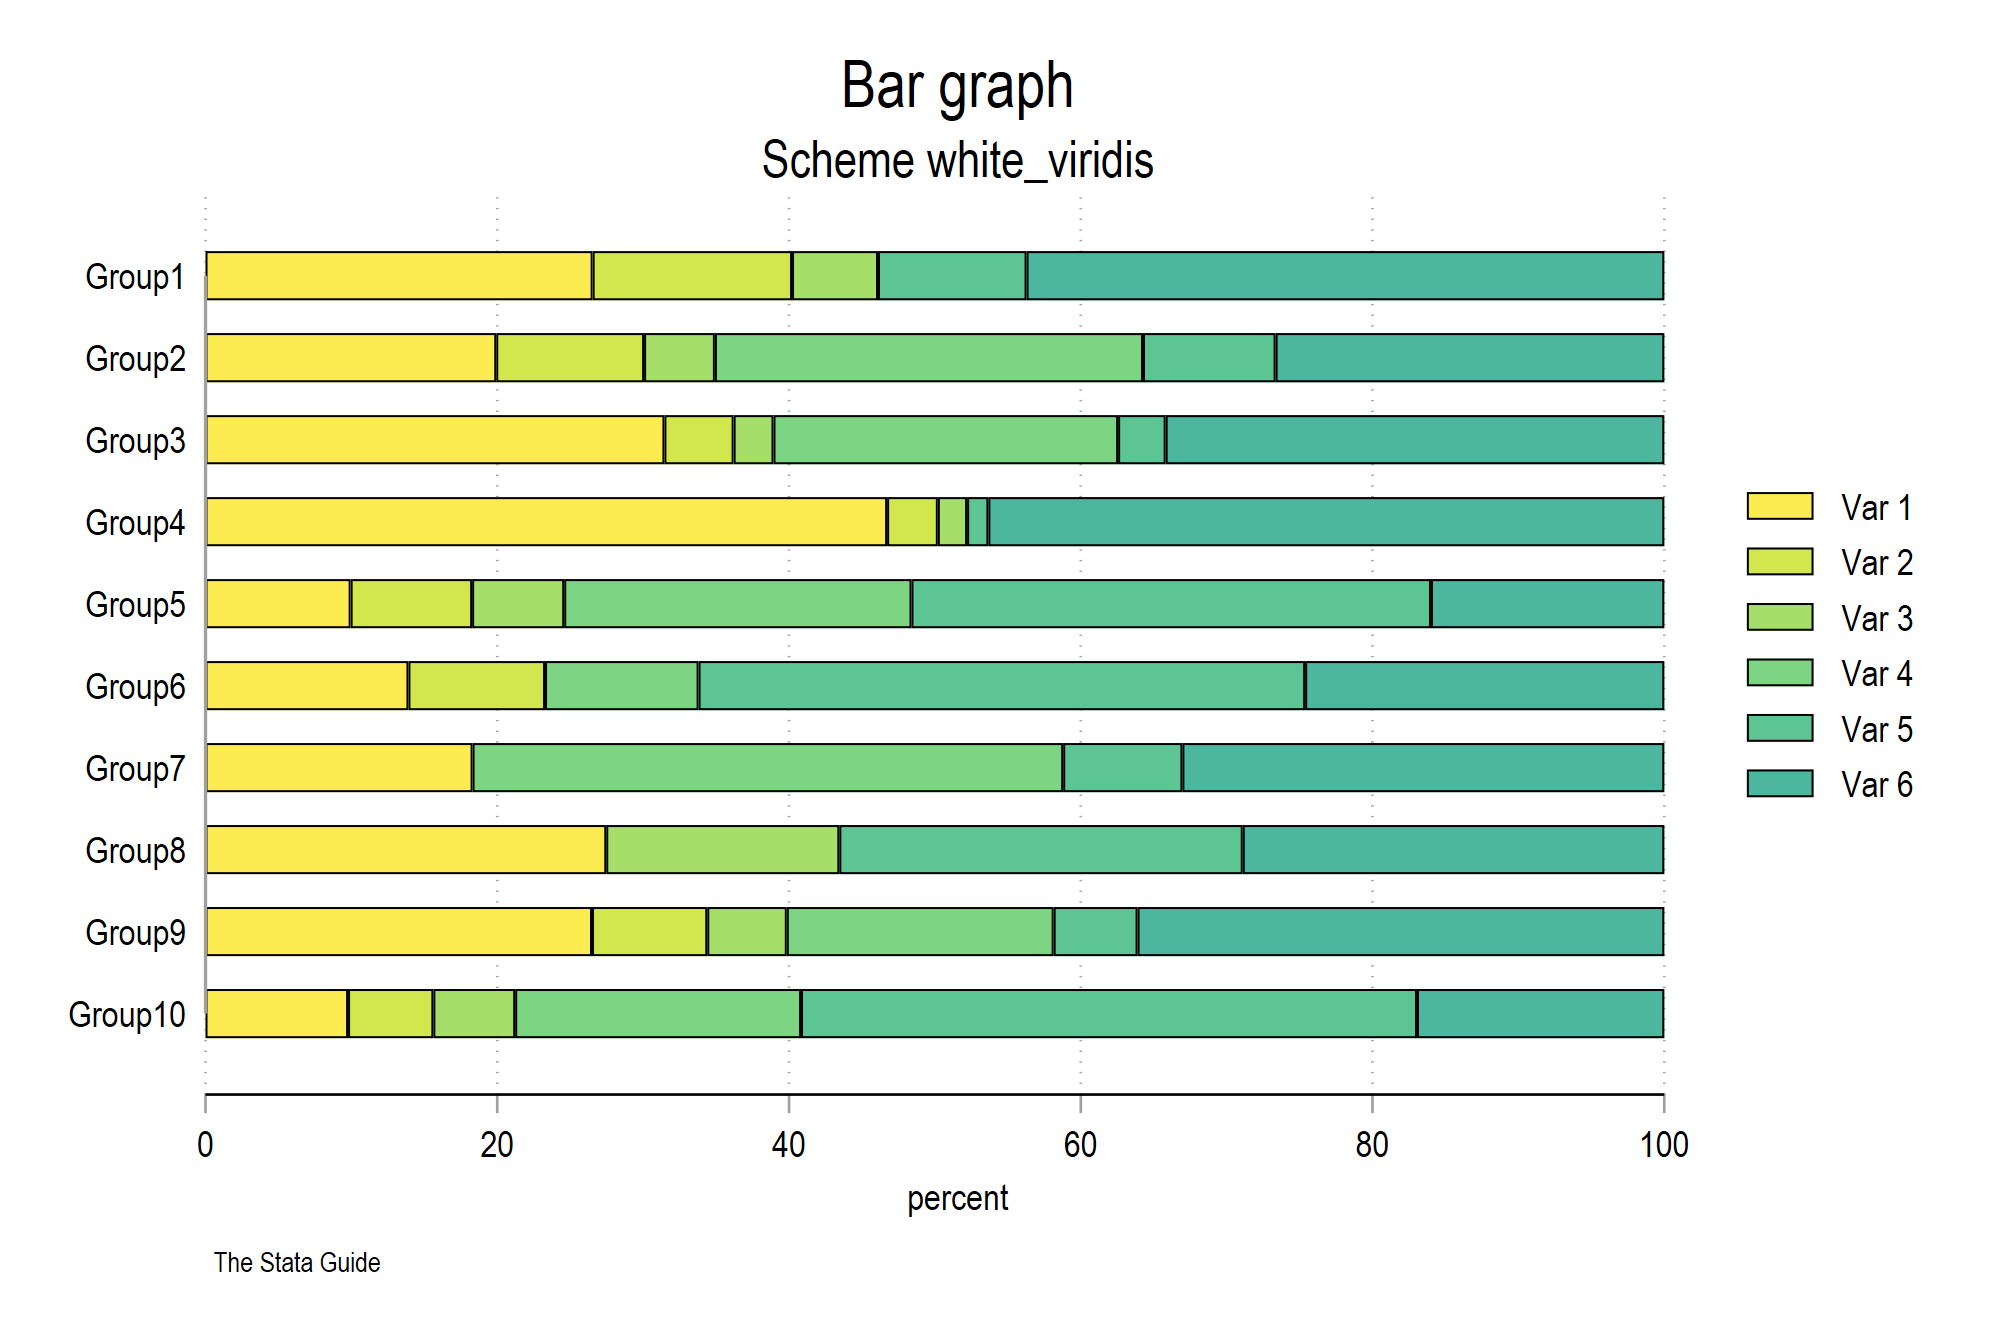 Bar graph
Scheme white_viridis
Group1
Group2
Group3
Group4
Group5
Group6
Group7
Group8
Group9
Group10
Var 1
Var 2
Var 3
Var 4
Var 5
Var 6
0 20 40 60 80 100
percent
The Stata Guide